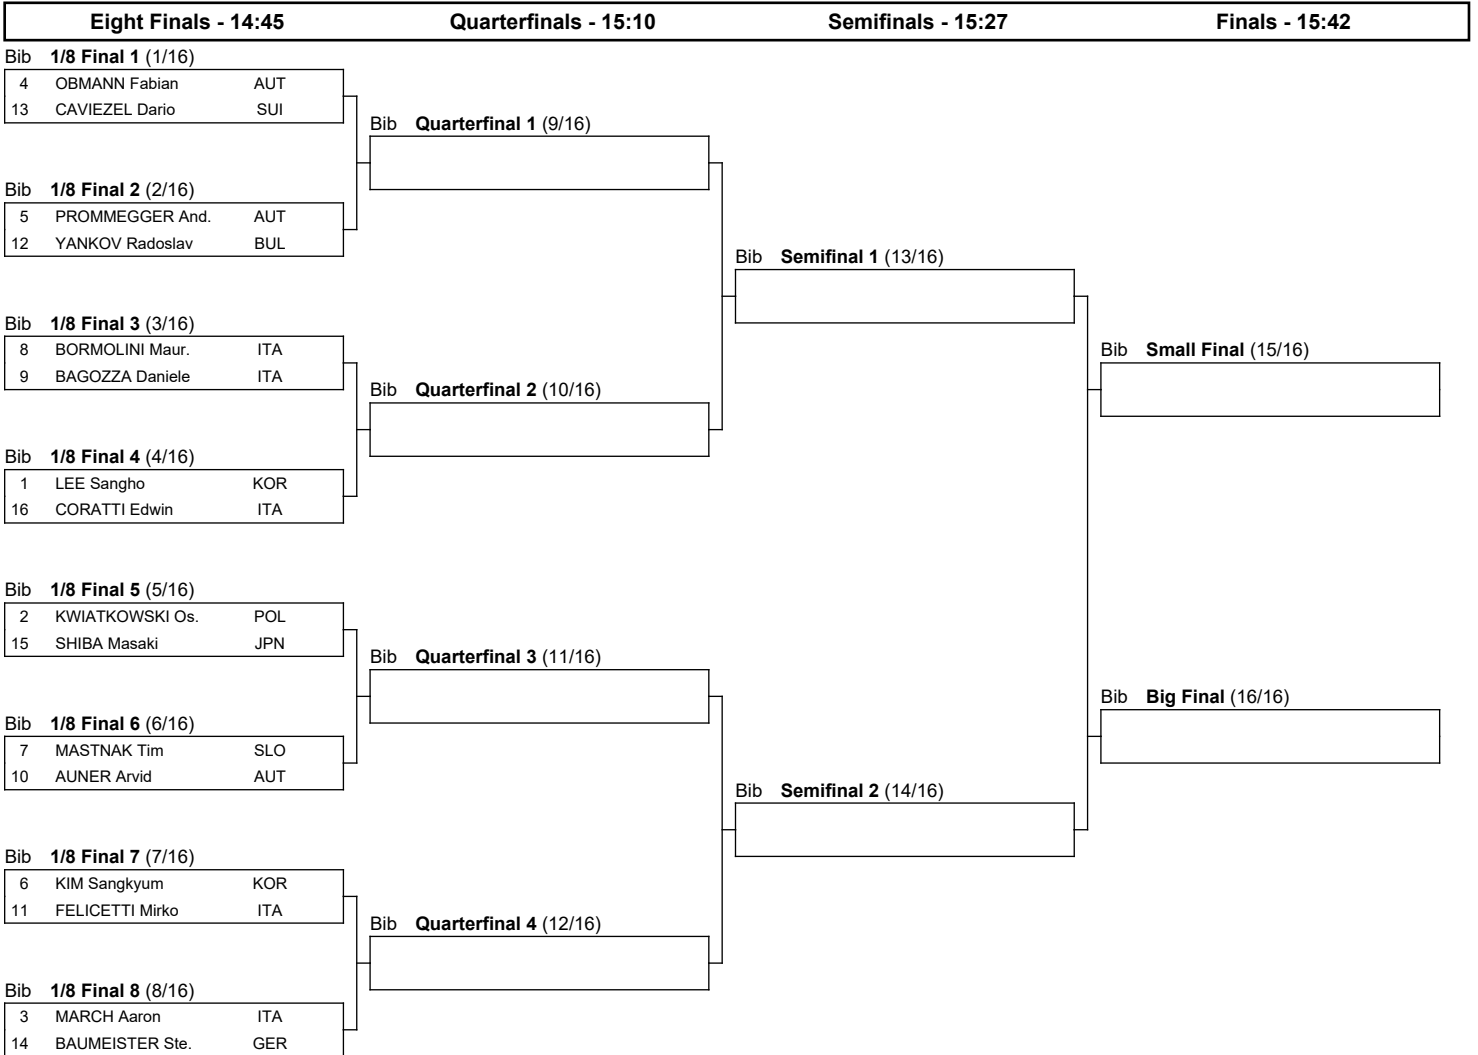 Eight Finals - 14:45 Quarterfinals - 15:10 Semifinals - 15:27 Finals - 15:42
Bib 1/8 Final 1 (1/16)
4 OBMANN Fabian AUT
13 CAVIEZEL Dario SUI
Bib Quarterfinal 1 (9/16)
Bib 1/8 Final 2 (2/16)
5 PROMMEGGER And. AUT
12 YANKOV Radoslav BUL
Bib Semifinal 1 (13/16)
Bib 1/8 Final 3 (3/16)
8 BORMOLINI Maur. ITA
9 BAGOZZA Daniele ITA
Bib Small Final (15/16)
Bib Quarterfinal 2 (10/16)
Bib 1/8 Final 4 (4/16)
1 LEE Sangho KOR
16 CORATTI Edwin ITA
Bib 1/8 Final 5 (5/16)
2 KWIATKOWSKI Os. POL
15 SHIBA Masaki JPN
Bib Quarterfinal 3 (11/16)
Bib Big Final (16/16)
Bib 1/8 Final 6 (6/16)
7 MASTNAK Tim SLO
10 AUNER Arvid AUT
Bib Semifinal 2 (14/16)
Bib 1/8 Final 7 (7/16)
6 KIM Sangkyum KOR
11 FELICETTI Mirko ITA
Bib Quarterfinal 4 (12/16)
Bib 1/8 Final 8 (8/16)
3 MARCH Aaron ITA
14 BAUMEISTER Ste. GER